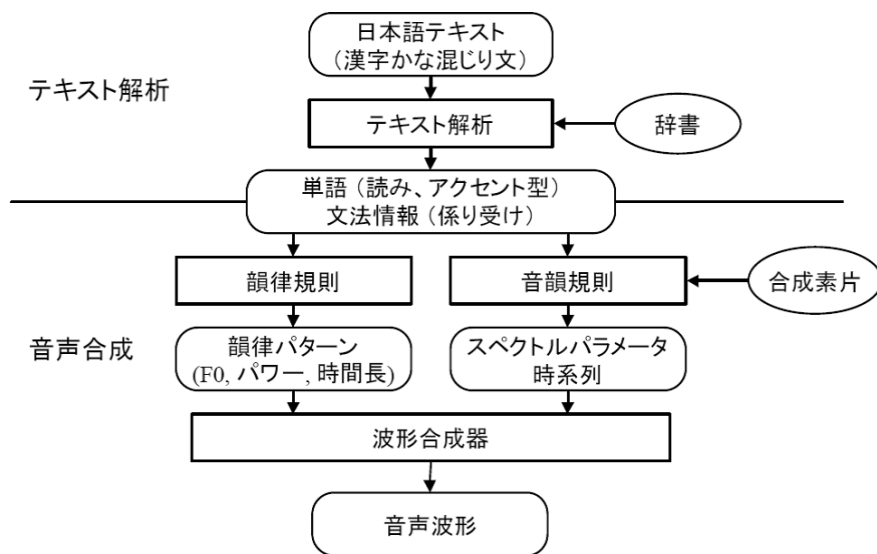 日本語テキスト
(漢字かな混じり文)
テキスト解析
テキスト解析
辞書
単語 (読み、アクセント型)
文法情報 (係り受け)
韻律規則
音韻規則
合成素片
音声合成
韻律パターン
(F0, パワー, 時間長)
スペクトルパラメータ
時系列
波形合成器
音声波形